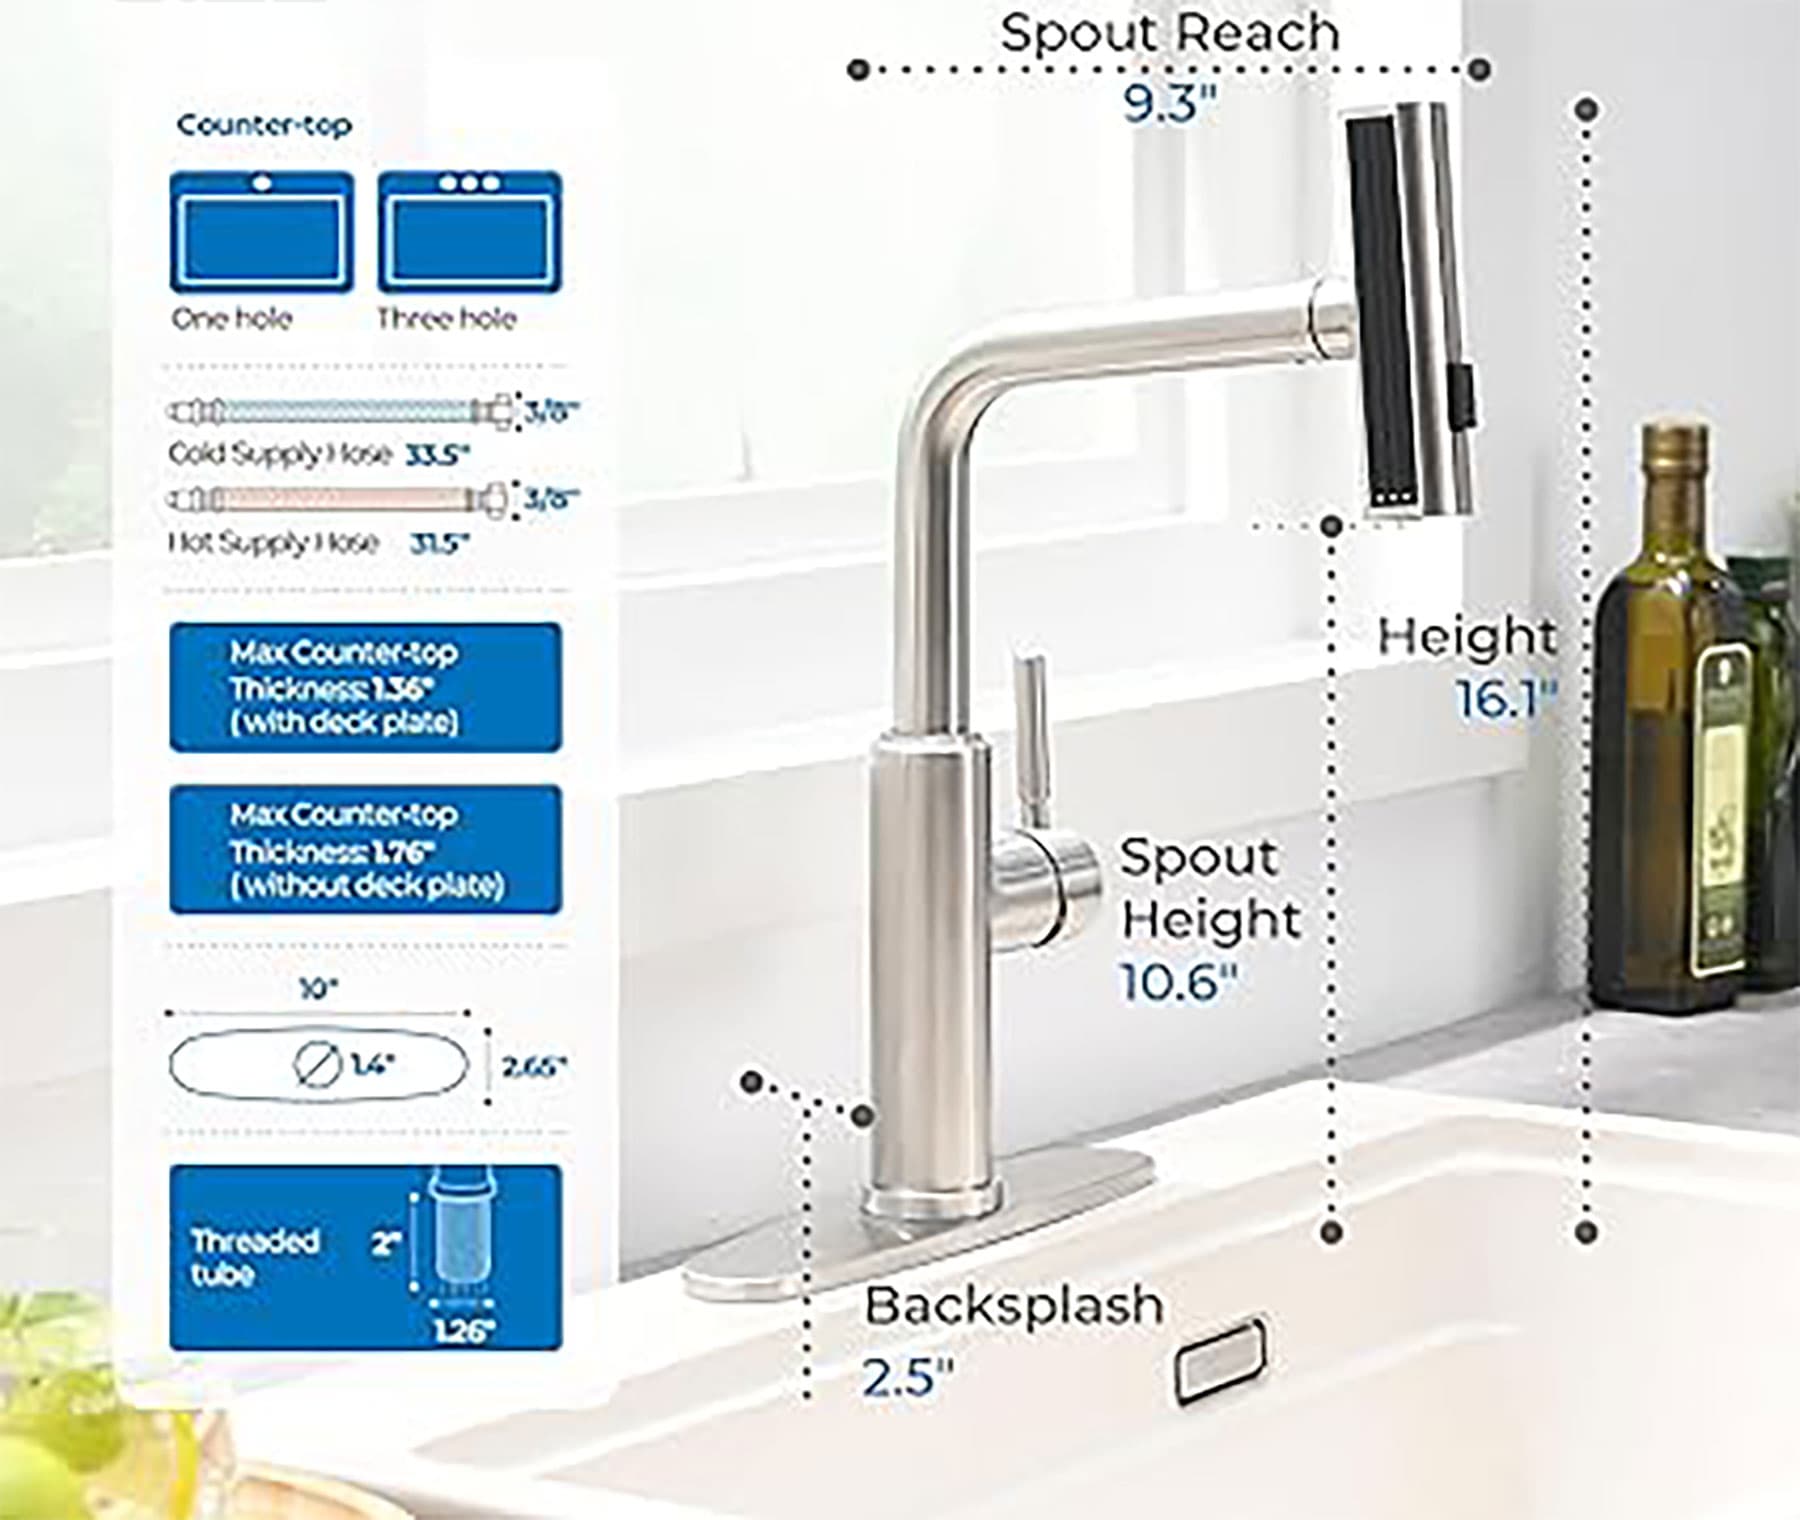 Spout Reach
9.3"
Counter-top
One hole
Three hole
3/8"
Cold Supply Hose 33.5"
3/8"
Hot Supply Hose 31.5"
Max Counter-top
Thickness: 1.36"
(with deck plate)
Max Counter-top
Thickness: 1.76"
(without deck plate)
10"
1.4"
2.65"
Threaded
tube
2"
1.26"
Height
16.1"
Spout
Height
10.6"
Backsplash
2.5"